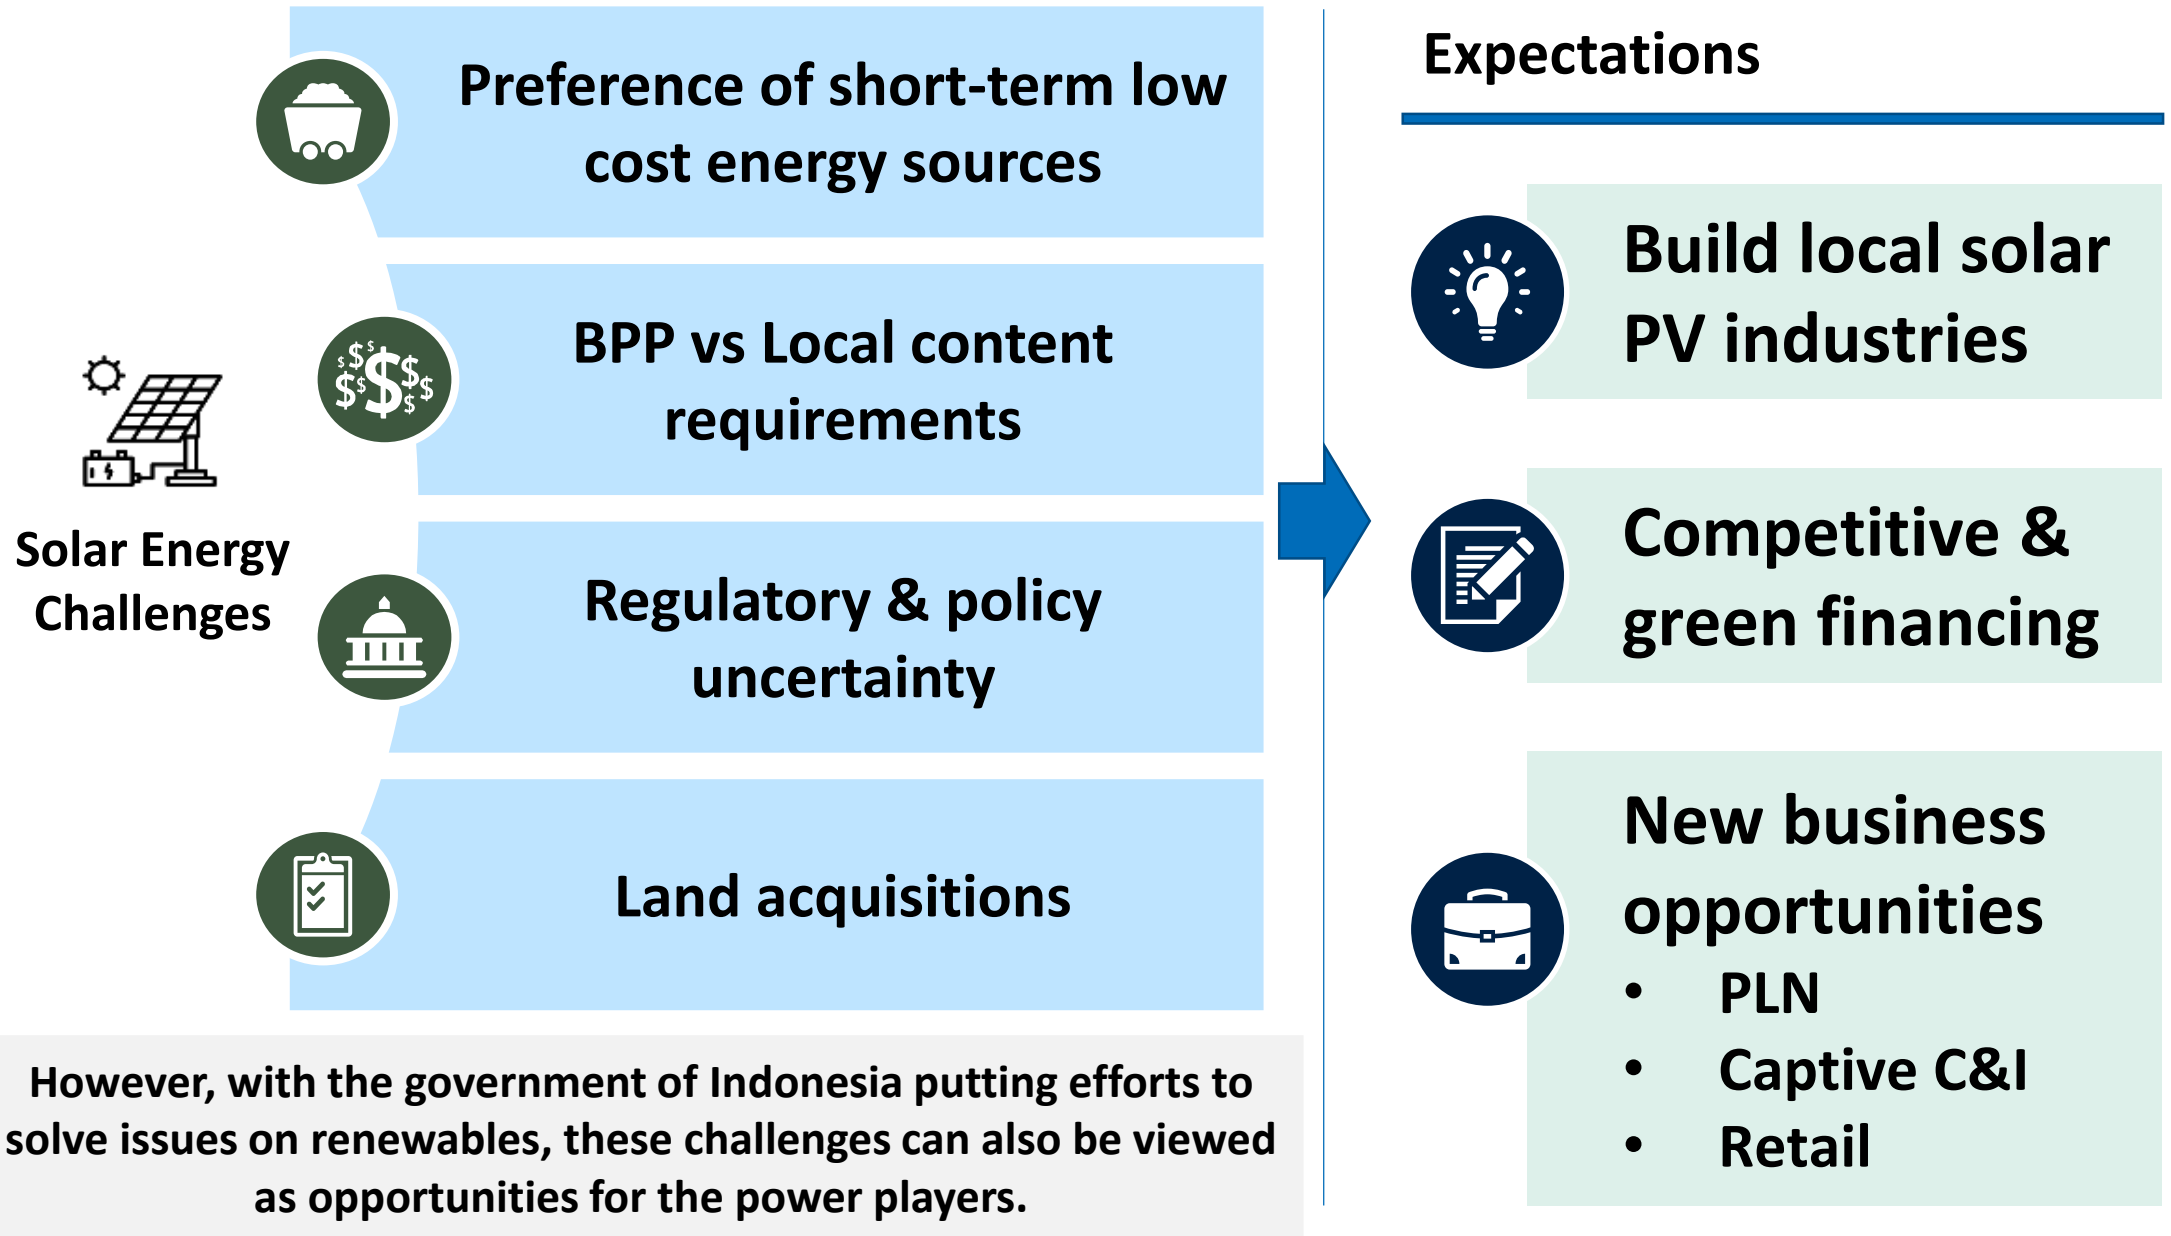 Solar Energy
Challenges
Preference of short-term low
cost energy sources
BPP vs Local content
requirements
Regulatory & policy
uncertainty
Land acquisitions
However, with the government of Indonesia putting efforts to
solve issues on renewables, these challenges can also be viewed
as opportunities for the power players.
Expectations
Build local solar
PV industries
Competitive &
green financing
New business
opportunities
• PLN
• Captive C&I
• Retail